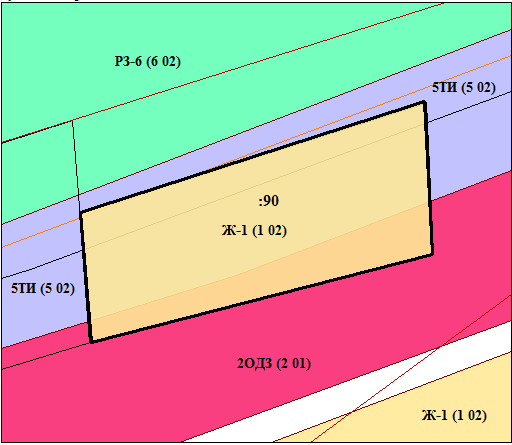 РЗ-6 (6 02)
5ТИ (5 02)
:90
Ж-1 (1 02)
5ТИ (5 02)
2ОДЗ (2 01)
Ж-1 (1 02)